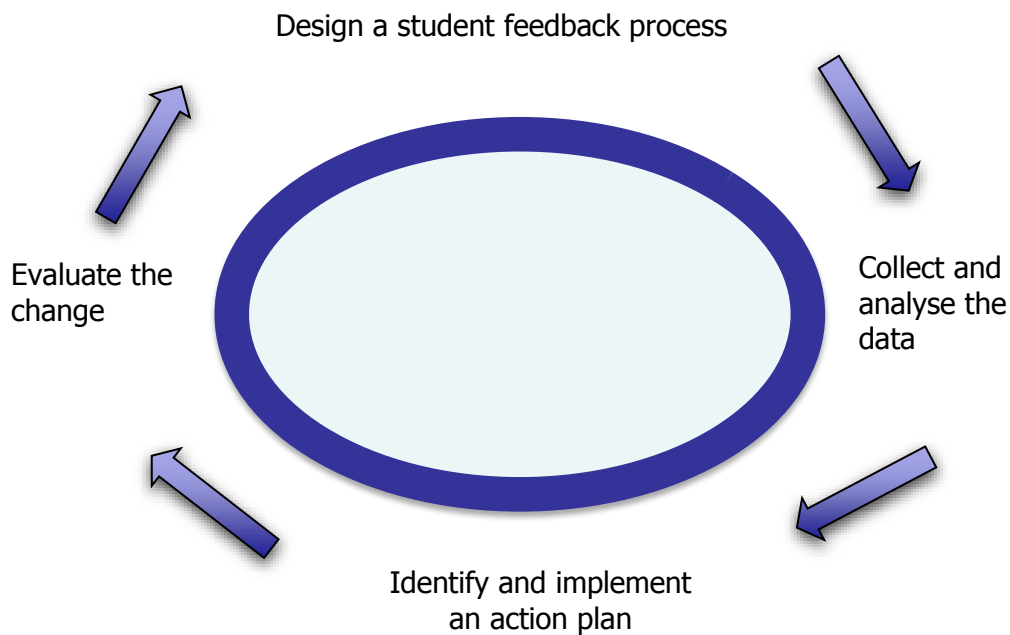 Design a student feedback process
Evaluate the
change
Collect and
analyse the
data
Identify and implement
an action plan